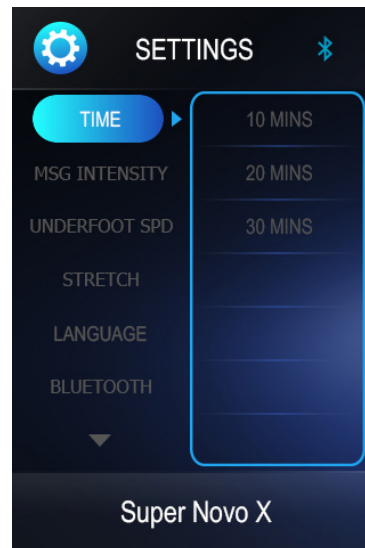 SETTINGS
TIME
MSG INTENSITY
UNDERFOOT SPD
STRETCH
LANGUAGE
BLUETOOTH
10 MINS
20 MINS
30 MINS
Super Novo X